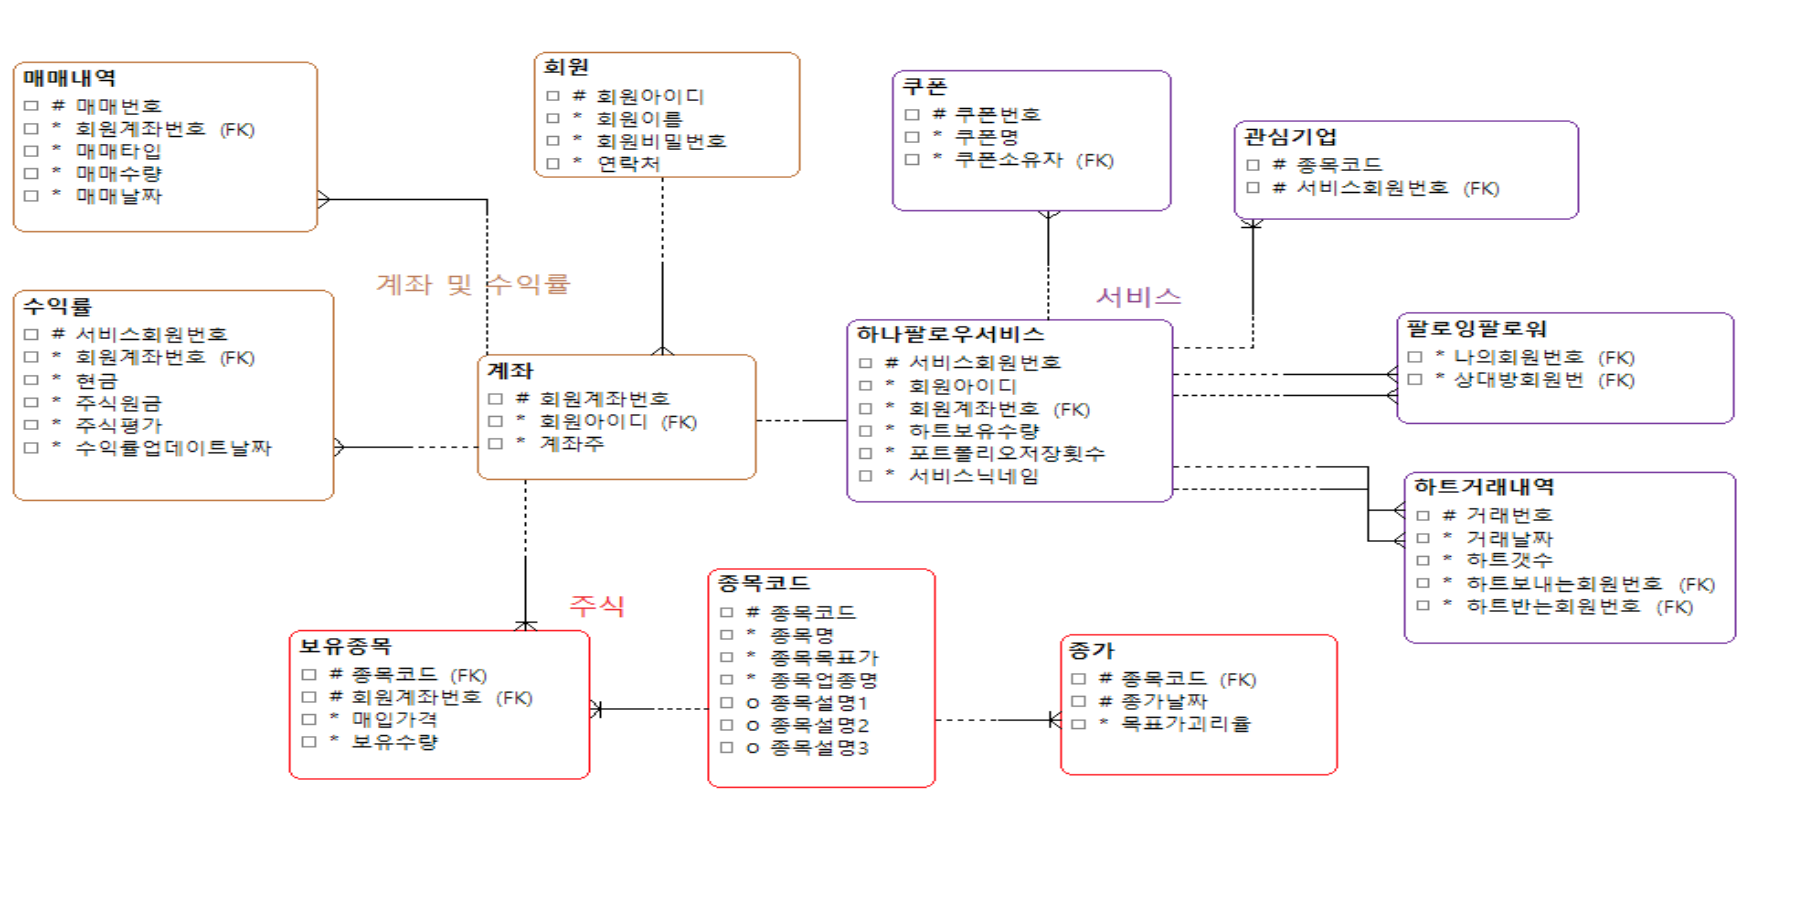 매매내역
# 매매번호
* 회원계좌번호 (FK)
* 매매타입
* 매매수량
* 매매날짜
회원
# 회원아이디
* 회원이름
* 회원비밀번호
* 연락처
쿠폰
# 쿠폰번호
* 쿠폰명
* 쿠폰소유자 (FK)
관심기업
# 종목코드
# 서비스회원번호 (FK)
계좌 및 수익률
서비스
수익률
# 서비스회원번호
* 회원계좌번호 (FK)
* 현금
* 주식원금
* 주식평가
* 수익률업데이트날짜
계좌
# 회원계좌번호
* 회원아이디 (FK)
* 계좌주
하나팔로우서비스
# 서비스회원번호
* 회원아이디
* 회원계좌번호 (FK)
* 하트보유수량
* 포트폴리오저장횟수
* 서비스닉네임
팔로잉팔로워
* 나의회원번호 (FK)
* 상대방회원번 (FK)
하트거래내역
# 거래번호
* 거래날짜
* 하트갯수
* 하트보내는회원번호 (FK)
* 하트받는회원번호 (FK)
주식
보유종목
# 종목코드 (FK)
# 회원계좌번호 (FK)
* 매입가격
* 보유수량
종목코드
# 종목코드
* 종목명
* 종목목표가
* 종목업종명
o 종목설명1
o 종목설명2
o 종목설명3
종가
# 종목코드 (FK)
# 종가날짜
* 목표가괴리율